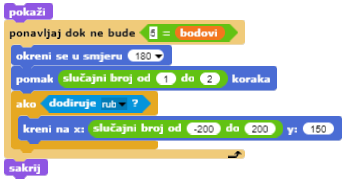 pokaži
ponavljaj dok ne bude 5 = bodovi
okreni se u smjeru 180
pomak slučajni broj od 1 do 2 koraka
ako dodiruje rub ?
kreni na x: slučajni broj od -200 do 200 y: 150
sakrij